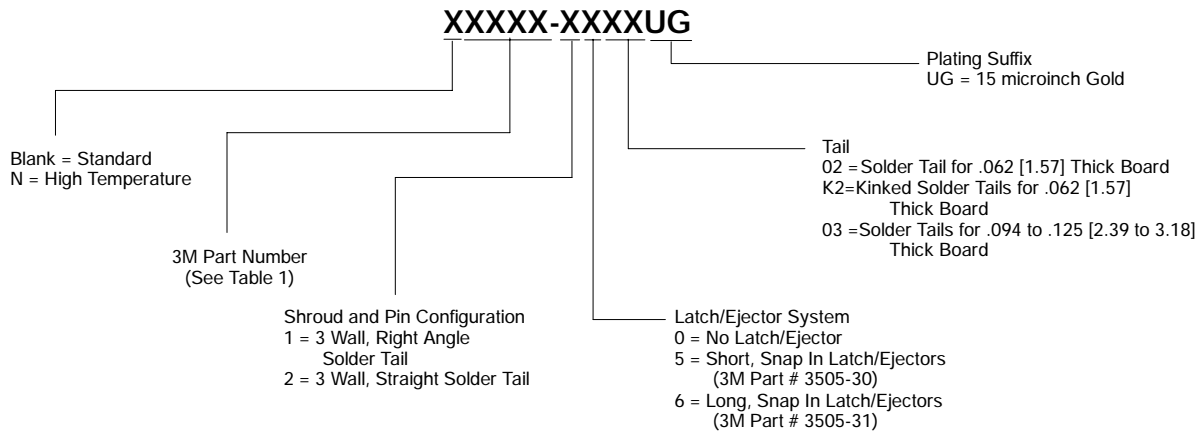 XXXXX-XXXXUG
Plating Suffix
UG = 15 microinch Gold
Blank = Standard
N = High Temperature
Tail
02 =Solder Tail for .062 [1.57] Thick Board
K2=Kinked Solder Tails for .062 [1.57]
Thick Board
03 =Solder Tails for .094 to .125 [2.39 to 3.18]
Thick Board
3M Part Number
(See Table 1)
Shroud and Pin Configuration
1 = 3 Wall, Right Angle
Solder Tail
2 = 3 Wall, Straight Solder Tail
Latch/Ejector System
0 = No Latch/Ejector
5 = Short, Snap In Latch/Ejectors
(3M Part # 3505-30)
6 = Long, Snap In Latch/Ejectors
(3M Part # 3505-31)